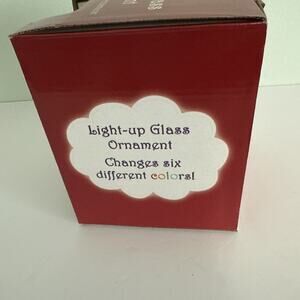 Light-up Glass
Ornament
Changes six
different colors!